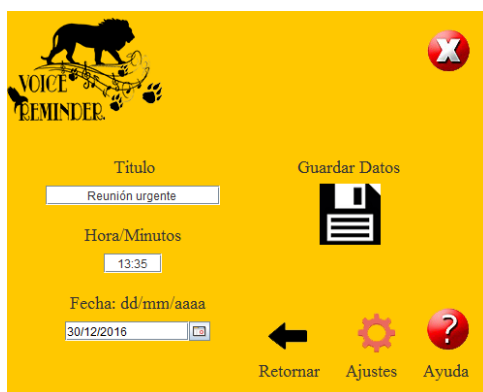 VOICE
REMINDER.
Titulo
Reunión urgente
Hora/Minutos
13:35
Fecha: dd/mm/aaaa
30/12/2016
Guardar Datos
Retornar
Ajustes
Ayuda